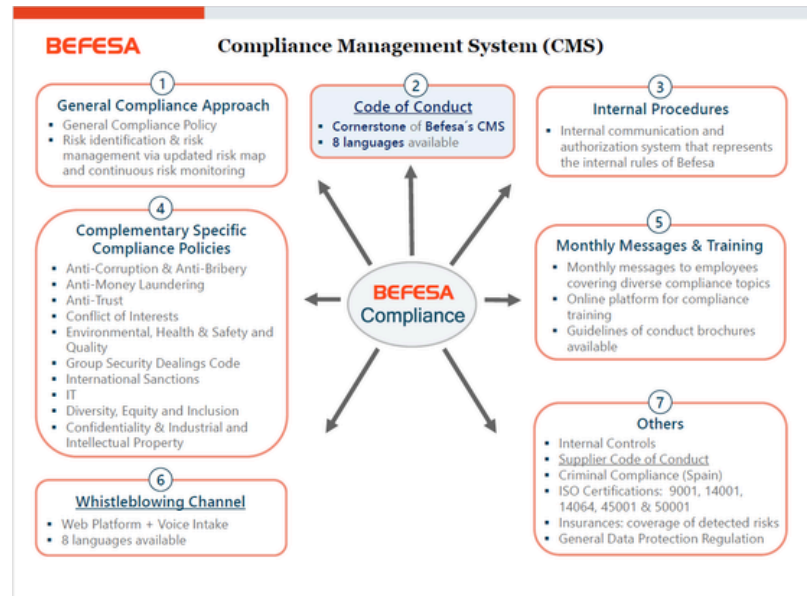 BEFESA
Compliance Management System (CMS)
1
General Compliance Approach
▪ General Compliance Policy
▪ Risk identification & risk
management via updated risk map
and continuous risk monitoring
2
Code of Conduct
▪ Cornerstone of Befesa´s CMS
▪ 8 languages available
3
Internal Procedures
▪ Internal communication and
authorization system that represents
the internal rules of Befesa
4
Complementary Specific
Compliance Policies
▪ Anti-Corruption & Anti-Bribery
▪ Anti-Money Laundering
▪ Anti-Trust
▪ Conflict of Interests
▪ Environmental, Health & Safety and
Quality
▪ Group Security Dealings Code
▪ International Sanctions
▪ IT
▪ Diversity, Equity and Inclusion
▪ Confidentiality & Industrial and
Intellectual Property
BEFESA
Compliance
5
Monthly Messages & Training
▪ Monthly messages to employees
covering diverse compliance topics
▪ Online platform for compliance
training
▪ Guidelines of conduct brochures
available
6
Whistleblowing Channel
▪ Web Platform + Voice Intake
▪ 8 languages available
7
Others
▪ Internal Controls
▪ Supplier Code of Conduct
▪ Criminal Compliance (Spain)
▪ ISO Certifications: 9001, 14001,
14064, 45001 & 50001
▪ Insurances: coverage of detected risks
▪ General Data Protection Regulation